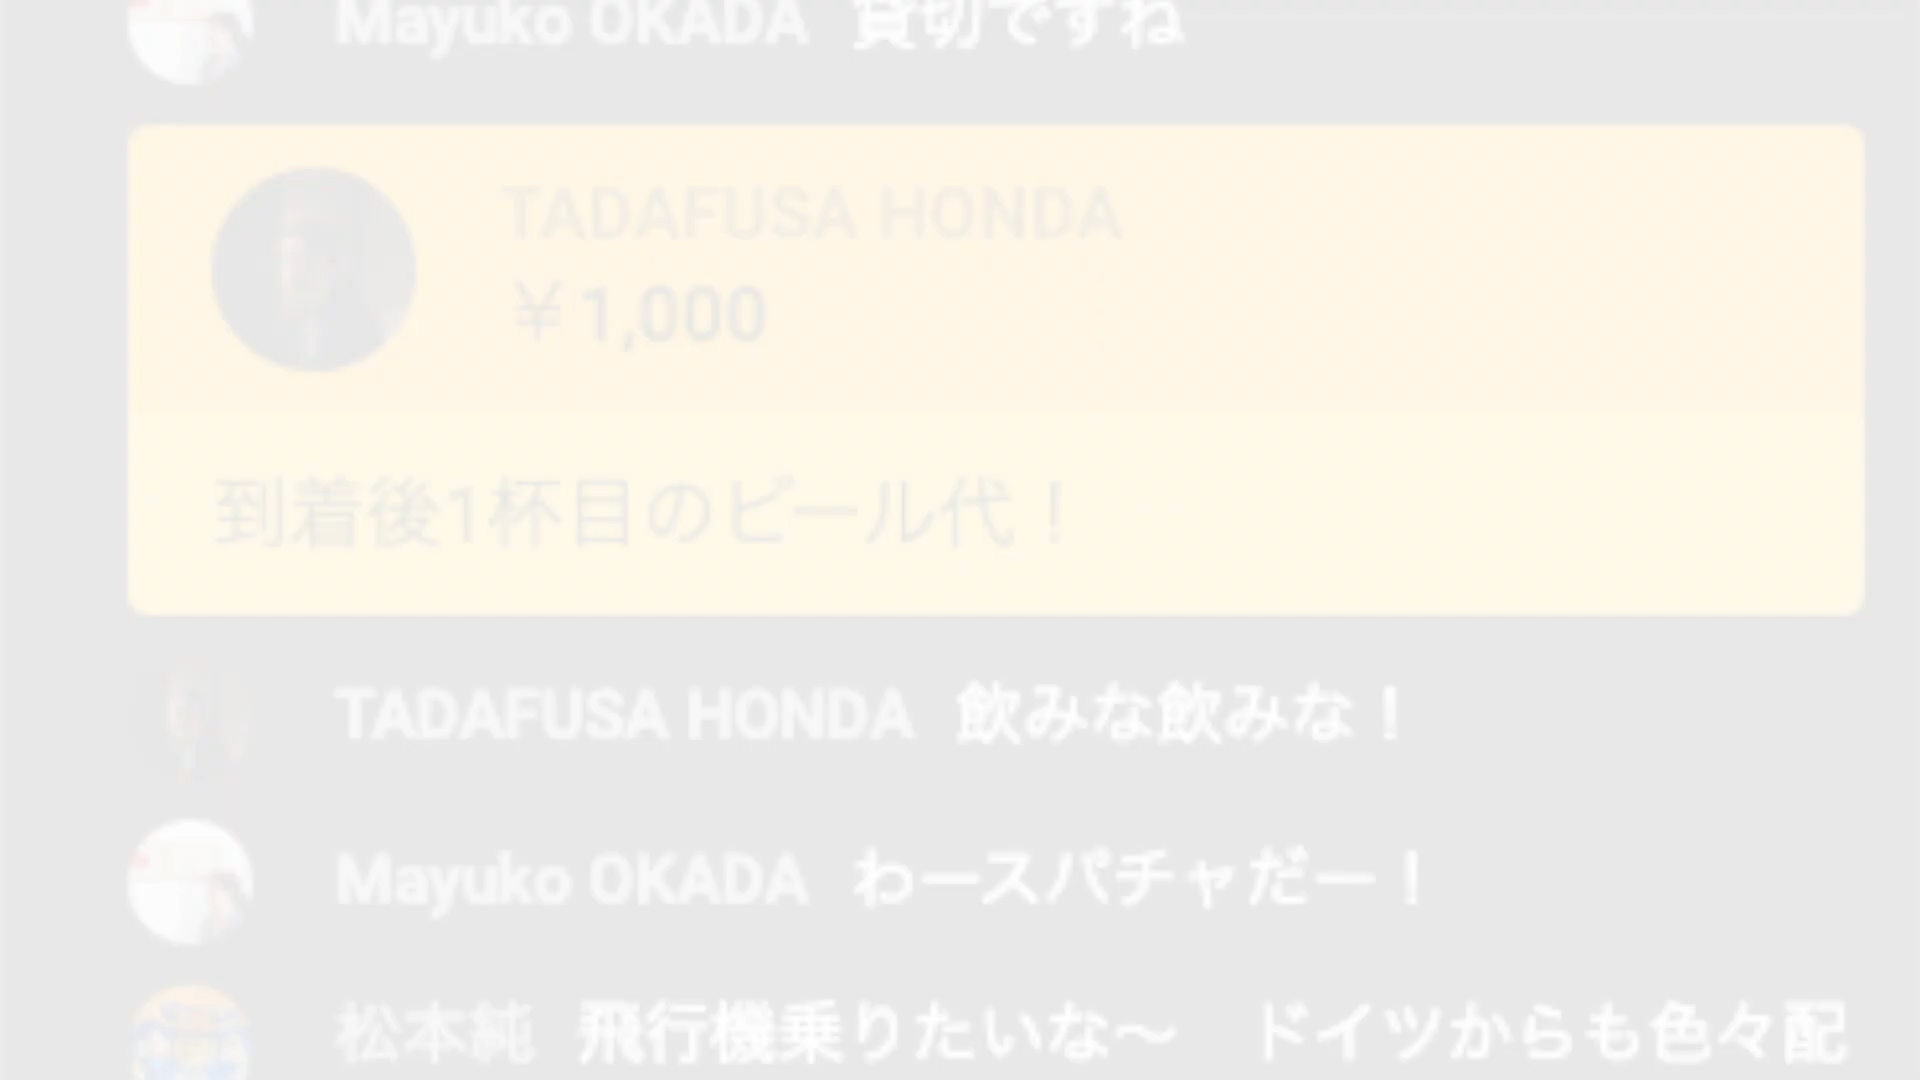 Mayuko OKADA 貸切ですね
TADAFUSA HONDA
￥1,000
到着後1杯目のビール代！
TADAFUSA HONDA 飲みな飲みな！
Mayuko OKADA わースパチャだー！
松本純 飛行機乗りたいな～　ドイツからも色々配